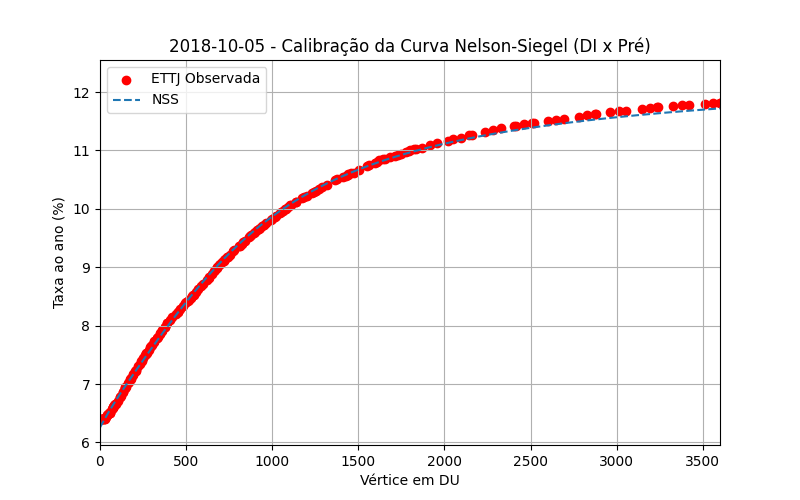 2018-10-05 - Calibração da Curva Nelson-Siegel (DI x Pré)
ETTJ Observada
NSS
Taxa ao ano (%)
12
11
10
9
8
7
6
0 500 1000 1500 2000 2500 3000 3500
Vértice em DU